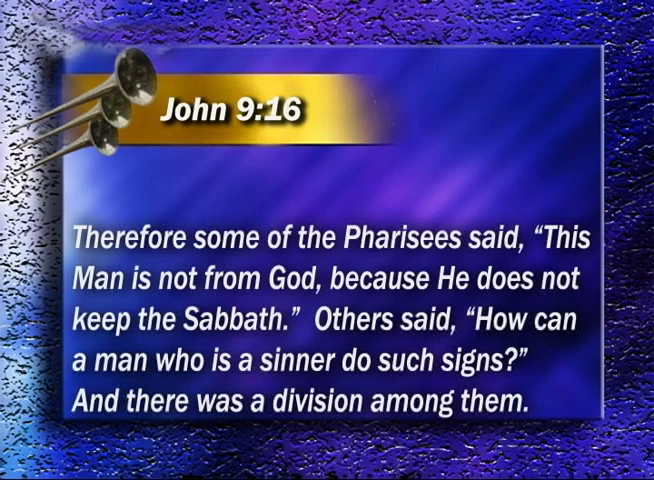 John 9:16
Therefore some of the Pharisees said, “This
Man is not from God, because He does not
keep the Sabbath.”  Others said, “How can
a man who is a sinner do such signs?”
And there was a division among them.